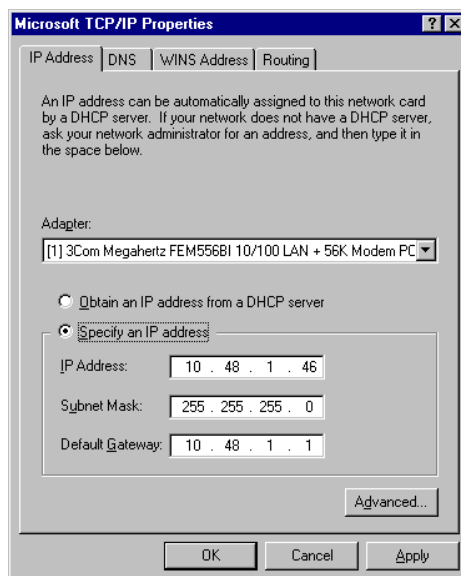 Microsoft TCP/IP Properties
? X
IP Address DNS WINS Address Routing
An IP address can be automatically assigned to this network card
by a DHCP server. If your network does not have a DHCP server,
ask your network administrator for an address, and then type it in
the space below.
Adapter:
[1] 3Com Megahertz FEM556BI 10/100 LAN + 56K Modem PC
Obtain an IP address from a DHCP server
Specify an IP address
IP Address: 10 . 48 . 1 . 46
Subnet Mask: 255 . 255 . 255 . 0
Default Gateway: 10 . 48 . 1 . 1
Advanced...
OK Cancel Apply